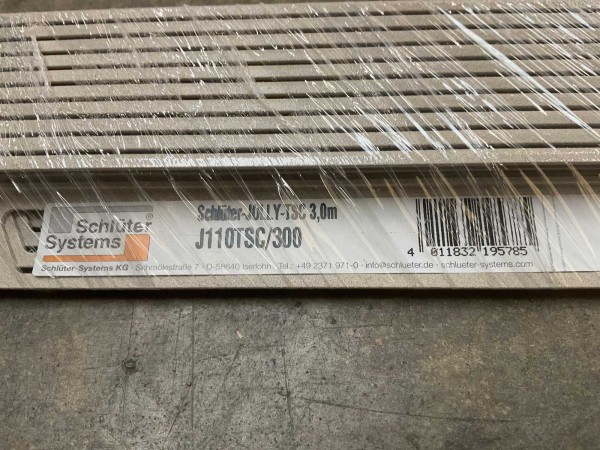 Schlüter®
Systems
Schlüter-JOLLY-TSC 3,0m
J110TSC/300
4 011832 195785
Schlüter-Systems KG · Schmölestraße 7 · D-58640 Iserlohn · Tel.: +49 2371 971-0 · info@schlueter.de · schlueter-systems.com